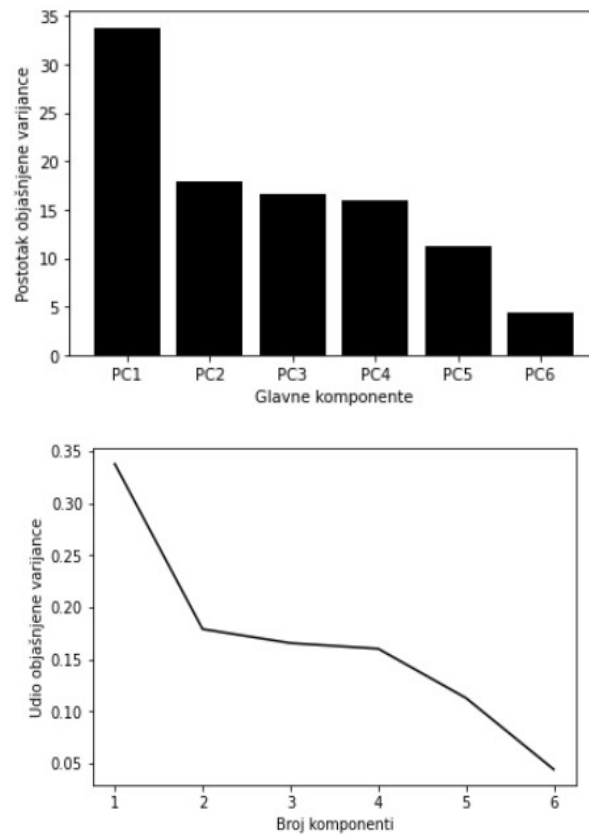 35
30
25
20
15
10
5
0
Postotak objašnjene varijance
PC1 PC2 PC3 PC4 PC5 PC6
Glavne komponente
0.35
0.30
0.25
0.20
0.15
0.10
0.05
Udio objašnjene varijance
1 2 3 4 5 6
Broj komponenti